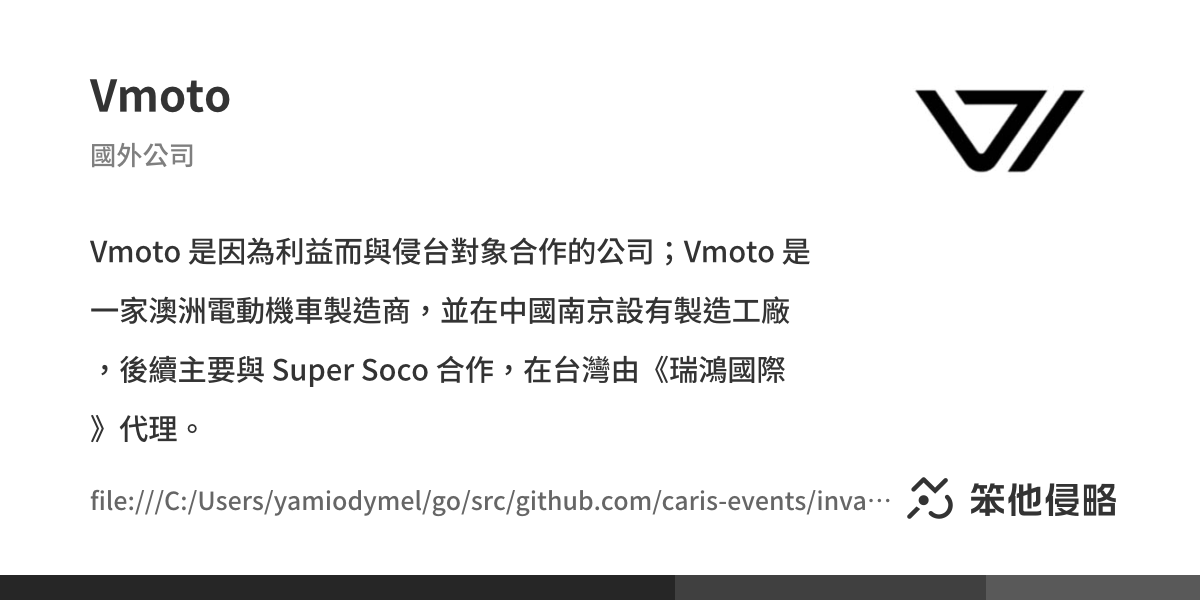 Vmoto
國外公司
Vmoto 是因為利益而與侵台對象合作的公司；Vmoto 是
一家澳洲電動機車製造商，並在中國南京設有製造工廠
，後續主要與 Super Soco 合作，在台灣由《瑞鴻國際
》代理。
file:///C:/Users/yamiodymel/go/src/github.com/caris-events/inva…
笨他侵略